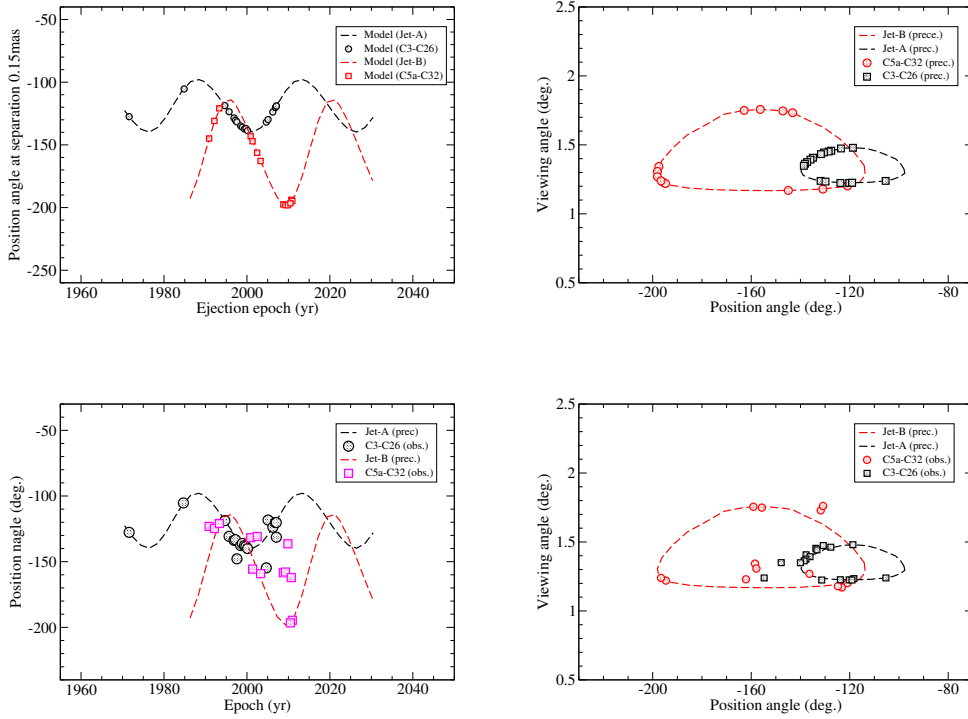 -50
-100
-150
-200
-250
1960
1980
2000
2020
2040
Ejection epoch (yr)
Position angle at separation 0.15mas
Model (Jet-A)
Model (C3-C26)
Model (Jet-B)
Model (C5a-C32)
2.5
2
1.5
1
0.5
-200
-160
-120
-80
Position angle (deg.)
Viewing angle (deg.)
Jet-B (prece.)
Jet-A (prec.)
C5a-C32 (prec.)
C3-C26 (prec.)
-50
-100
-150
-200
1960
1980
2000
2020
2040
Epoch (yr)
Position nagle (deg.)
Jet-A (prec)
C3-C26 (obs.)
Jet-B (prec.)
C5a-C32 (obs.)
2.5
2
1.5
1
0.5
-200
-160
-120
-80
Position angle (deg.)
Viewing angle (deg.)
Jet-B (prec.)
Jet-A (prec.)
C5a-C32 (obs.)
C3-C26 (obs.)